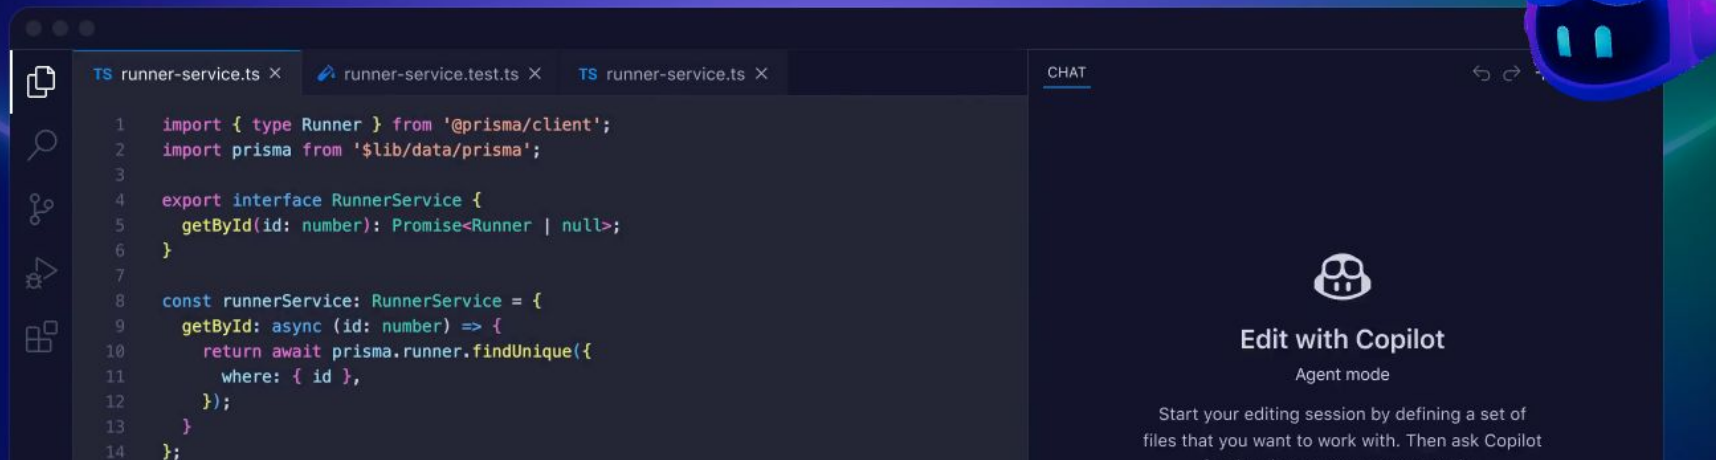 TS runner-service.ts × runner-service.test.ts × TS runner-service.ts ×
1 import { type Runner } from '@prisma/client';
2 import prisma from '$lib/data/prisma';
3
4 export interface RunnerService {
5 getById(id: number): Promise<Runner | null>;
6 }
7
8 const runnerService: RunnerService = {
9 getById: async (id: number) => {
10 return await prisma.runner.findUnique({
11 where: { id },
12 });
13 }
14 };
CHAT
Edit with Copilot
Agent mode
Start your editing session by defining a set of
files that you want to work with. Then ask Copilot